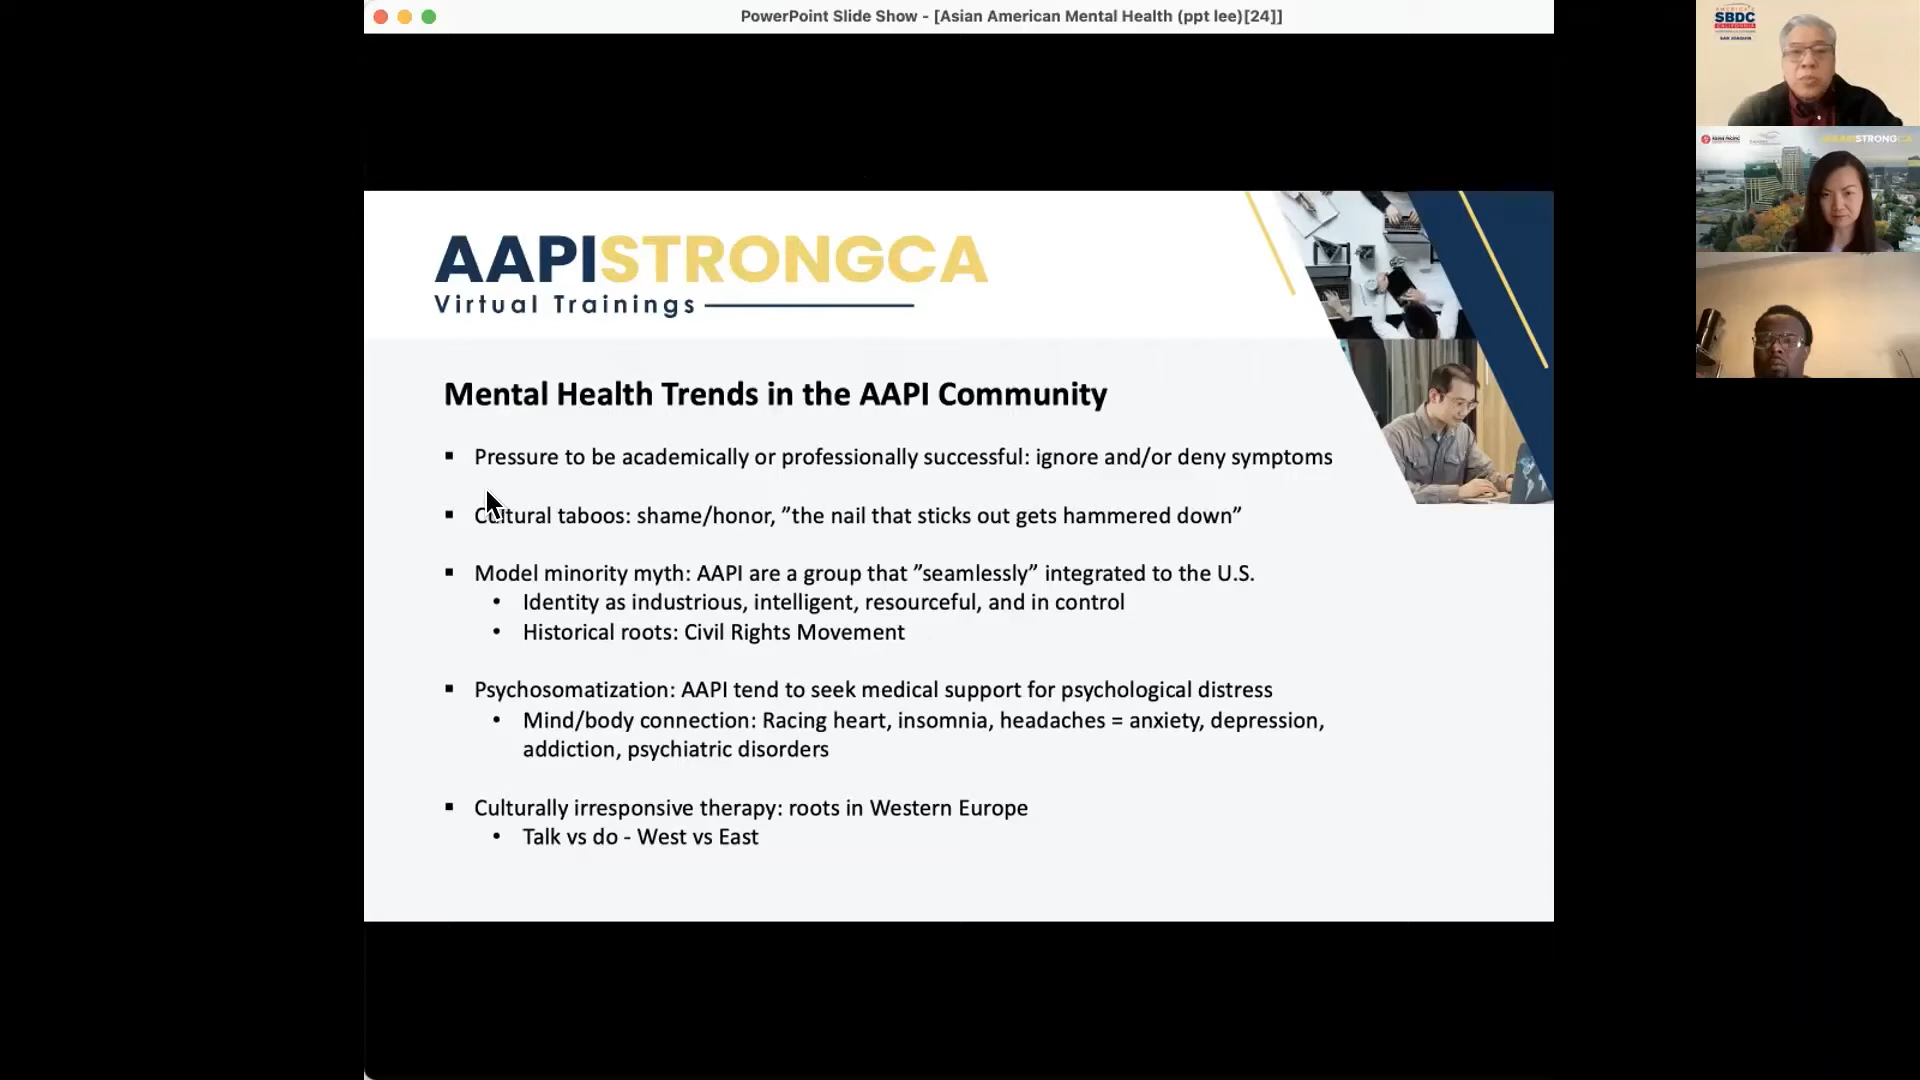 PowerPoint Slide Show - [Asian American Mental Health (ppt lee)[24]]
AMERICA'S
SBDC
CALIFORNIA
SAN JOAQUIN
STRONGCA
AAPISTRONGCA
Virtual Trainings
Mental Health Trends in the AAPI Community
▪ Pressure to be academically or professionally successful: ignore and/or deny symptoms
▪ Cultural taboos: shame/honor, ”the nail that sticks out gets hammered down”
▪ Model minority myth: AAPI are a group that ”seamlessly” integrated to the U.S.
• Identity as industrious, intelligent, resourceful, and in control
• Historical roots: Civil Rights Movement
▪ Psychosomatization: AAPI tend to seek medical support for psychological distress
• Mind/body connection: Racing heart, insomnia, headaches = anxiety, depression,
addiction, psychiatric disorders
▪ Culturally irresponsive therapy: roots in Western Europe
• Talk vs do - West vs East